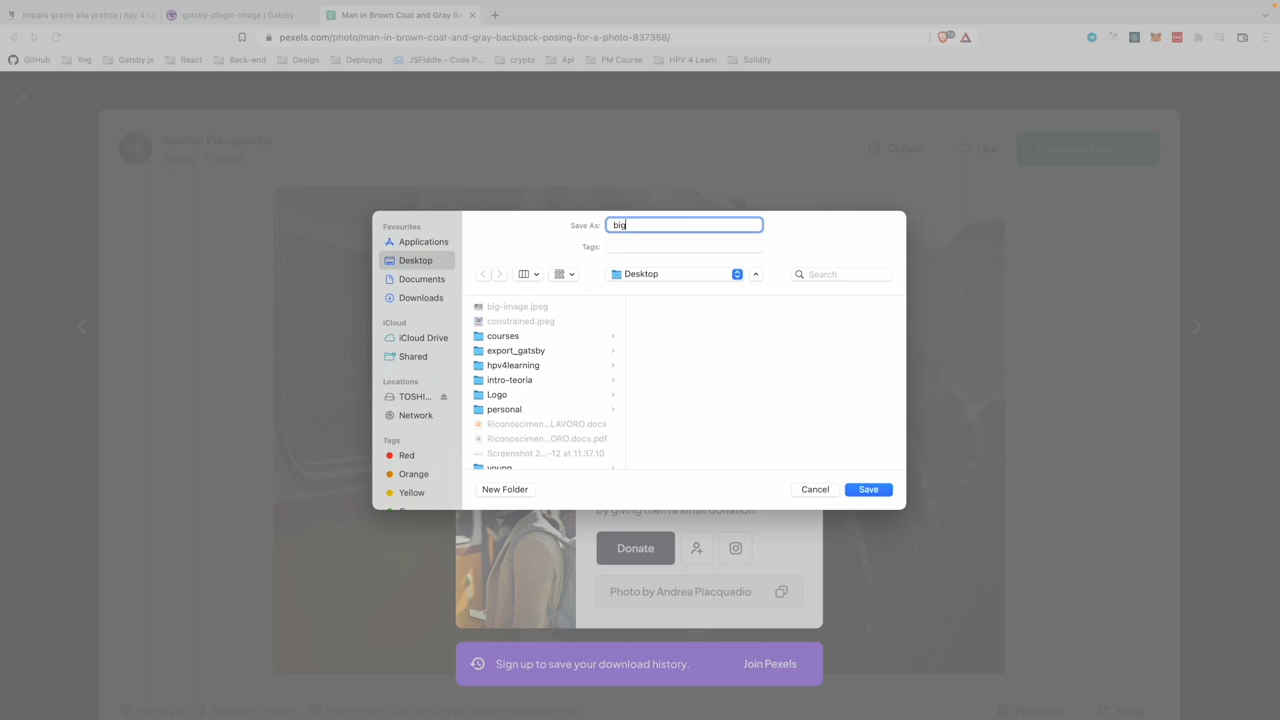 Impara grazie alla pratica | hpv 4 Le
gatsby-plugin-image | Gatsby
Man in Brown Coat and Gray Ba
pexels.com/photo/man-in-brown-coat-and-gray-backpack-posing-for-a-photo-837358/
GitHub
Yng
Gatsby.js
React
Back-end
Design
Deployng
JSFiddle - Code P...
crypto
Api
PM Course
HPV 4 Learn
Solidity
Andrea Piacquadio
Collect
Like
Favourites
Applications
Desktop
Documents
Downloads
iCloud
iCloud Drive
Shared
Locations
TOSHI...
Network
Tags
Red
Orange
Yellow
Save As:
big
Tags:
Desktop
Search
big-image.jpeg
constrained.jpeg
courses
export_gatsby
hpv4learning
intro-teoria
Logo
personal
Riconoscimen...LAVORO.docx
Riconoscimen...ORO.docx.pdf
Screenshot 2...-12 at 11.37.10
young
New Folder
Cancel
Save
by giving them a small donation.
Donate
Photo by Andrea Piacquadio
Sign up to save your download history.
Join Pexels
More info
Share